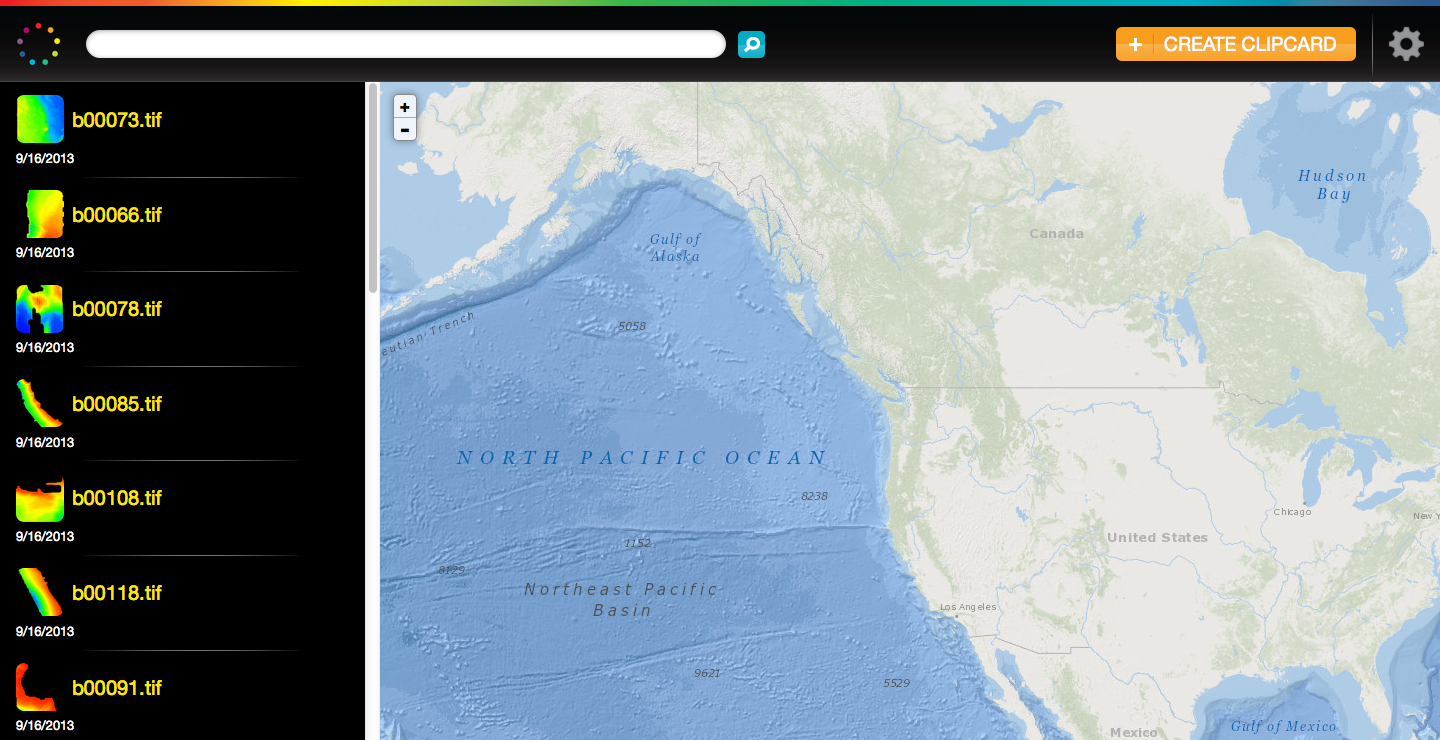 + CREATE CLIPCARD
b00073.tif
9/16/2013
b00066.tif
9/16/2013
b00078.tif
9/16/2013
b00085.tif
9/16/2013
b00108.tif
9/16/2013
b00118.tif
9/16/2013
b00091.tif
9/16/2013
+
-
Hudson
Bay
Canada
Gulf of
Alaska
5058
eutian Trench
NORTH PACIFIC OCEAN
8238
Chicago
New Y
United States
1152
8129
Northeast Pacific
Basin
Los Angeles
9621
5529
Gulf of Mexico
Mexico